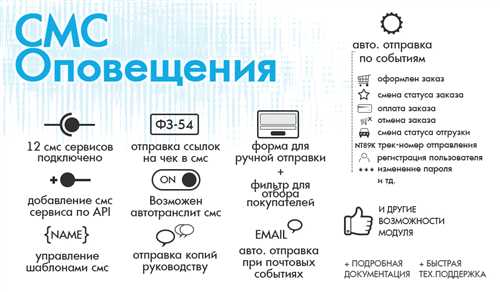 СМС
Оповещения
12 смс сервисов
подключено
ФЗ-54
отправка ссылок
на чек в смс
форма для
ручной отправки
+
фильтр для
отбора
покупателей
добавление смс
сервиса по API
ON
Возможен
автотранслит смс
{NAME}
управление
шаблонами смс
отправка копий
руководству
EMAIL
авто. отправка
при почтовых
событиях
авто. отправка
по событиям
оформлен заказ
смена статуса заказа
оплата заказа
отмена заказа
смена статуса отгрузки
NT89K трек-номер отправления
регистрация пользователя
изменение пароля
и тд.
И ДРУГИЕ
ВОЗМОЖНОСТИ
МОДУЛЯ
+ ПОДРОБНАЯ
ДОКУМЕНТАЦИЯ
+ БЫСТРАЯ
ТЕХ.ПОДДЕРЖКА